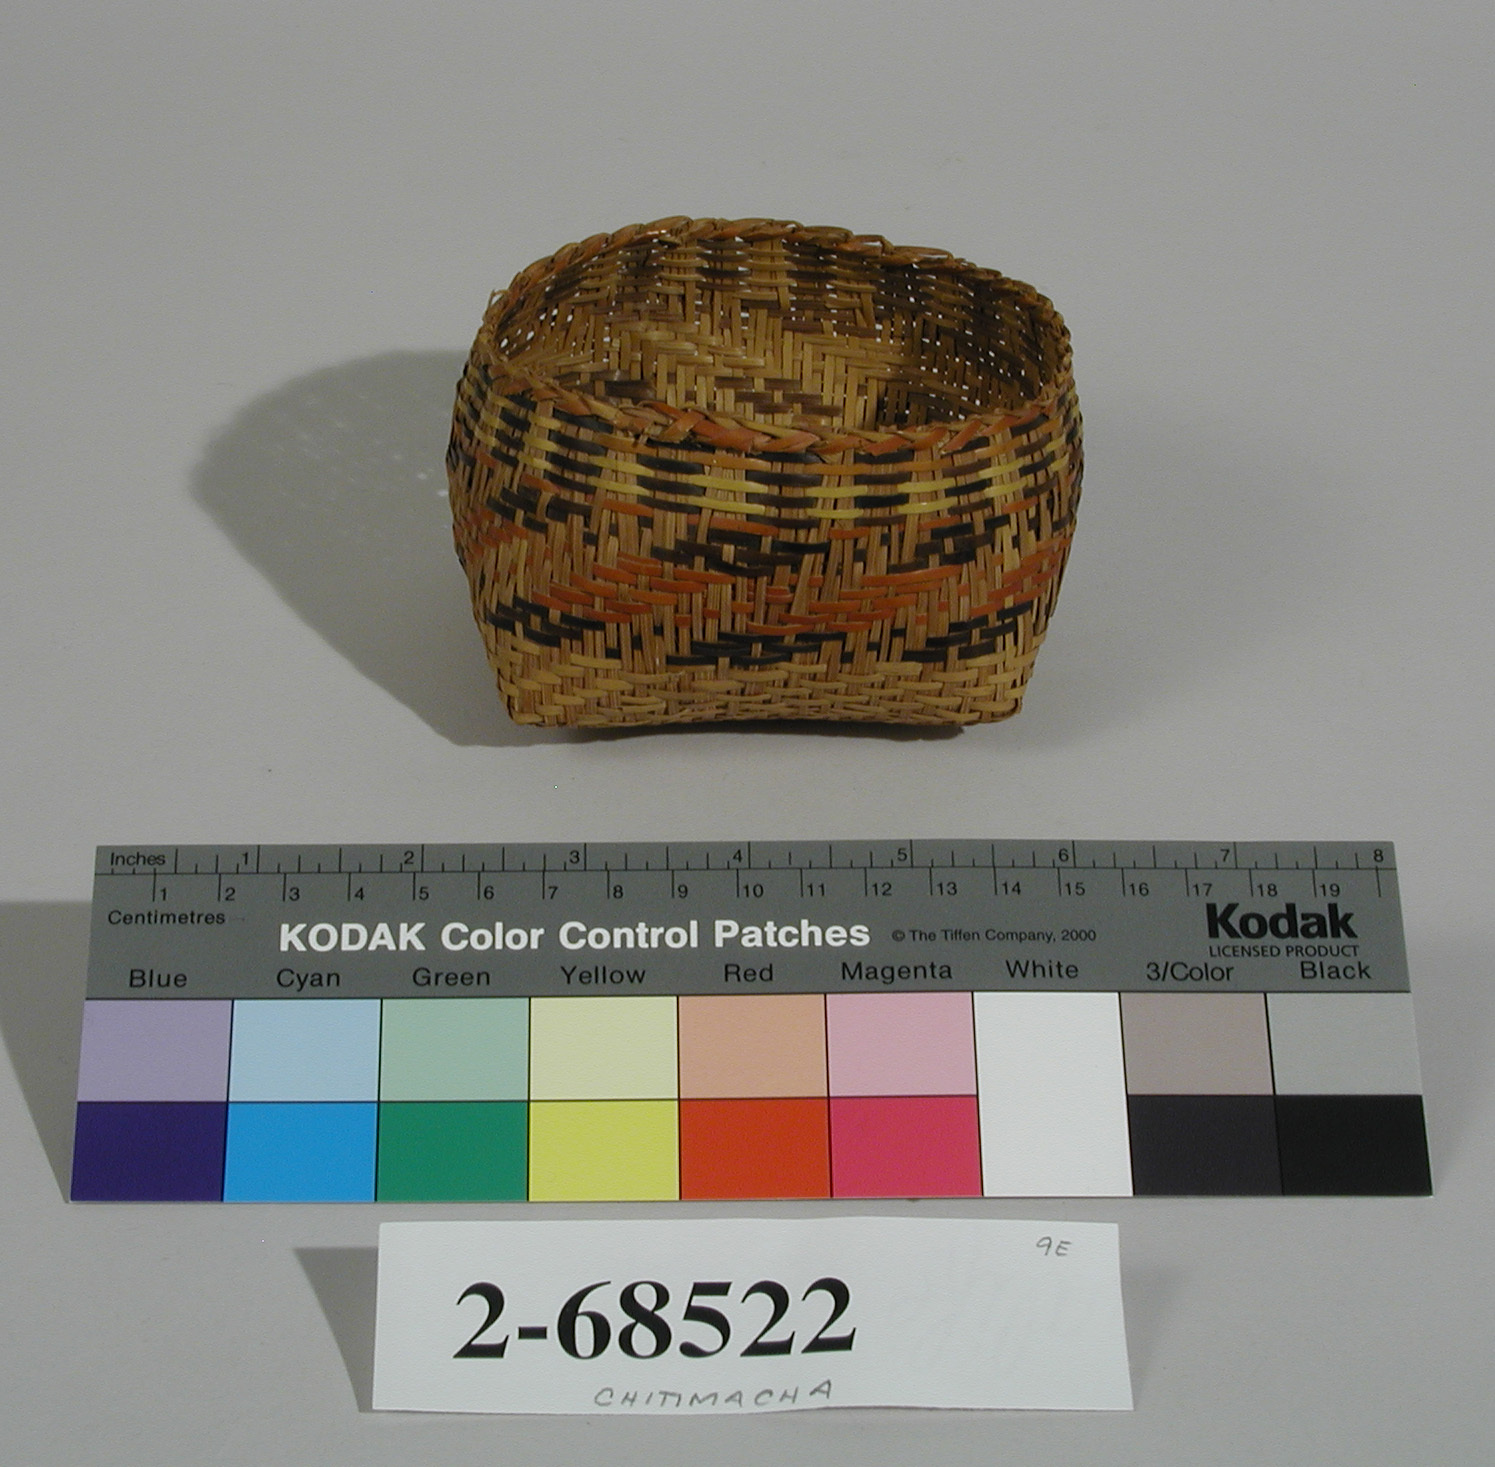 Inches 1 2 3 4 5 6 7 8
1 2 3 4 5 6 7 8 9 10 11 12 13 14 15 16 17 18 19
Centimetres
KODAK Color Control Patches © The Tiffen Company, 2000 Kodak
LICENSED PRODUCT
Blue Cyan Green Yellow Red Magenta White 3/Color Black
9E
2-68522
CHITIMACHA